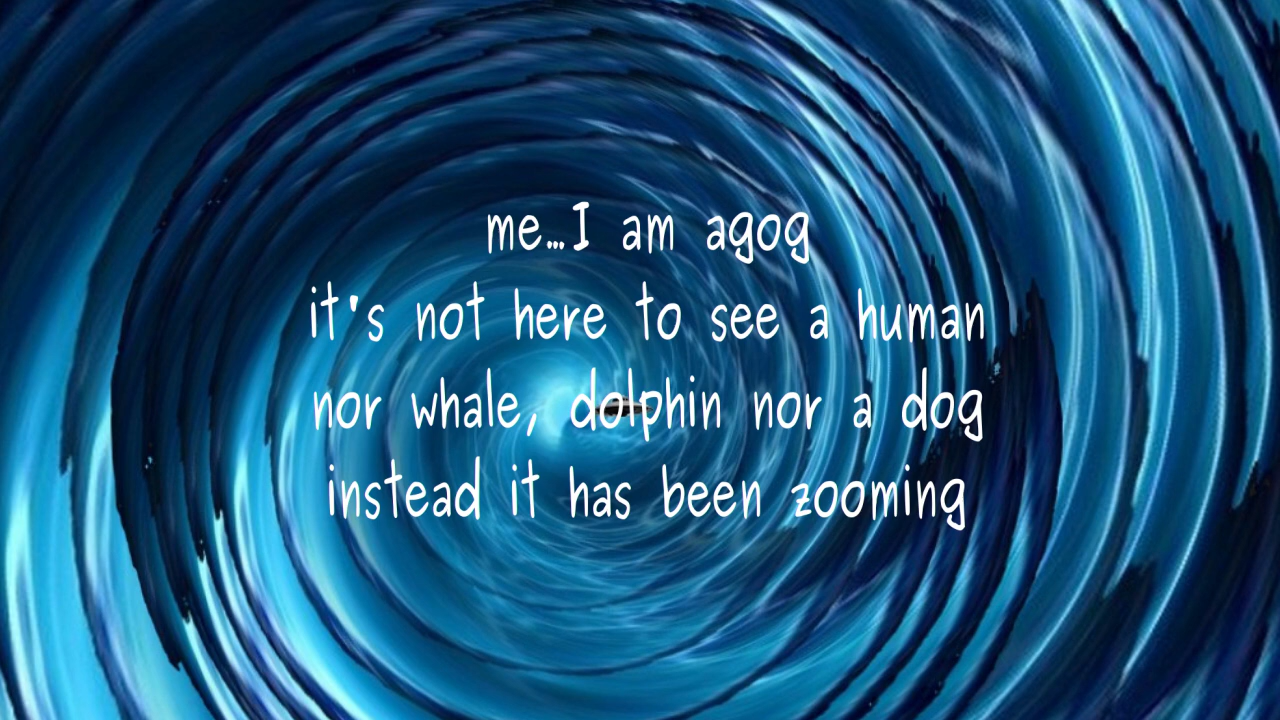 me...I am agog
it's not here to see a human
nor whale, dolphin nor a dog
instead it has been zooming